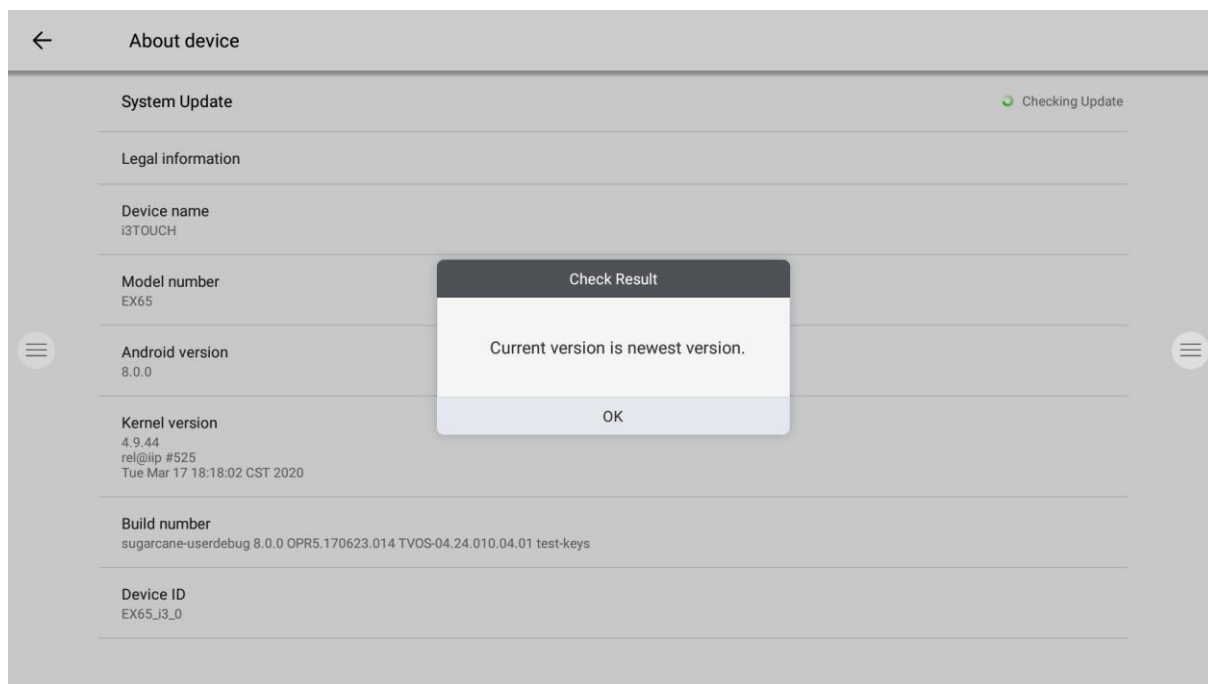 About device
System Update
Checking Update
Legal information
Device name
i3TOUCH
Model number
EX65
Android version
8.0.0
Kernel version
4.9.44
rel@iip #525
Tue Mar 17 18:18:02 CST 2020
Build number
sugarcane-userdebug 8.0.0 OPR5.170623.014 TVOS-04.24.010.04.01 test-keys
Device ID
EX65_i3_0
Check Result
Current version is newest version.
OK